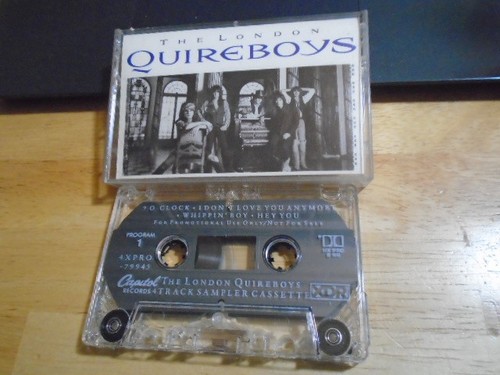 THE LONDON
QUIREBOYS
7 O'CLOCK • I DON'T LOVE YOU ANYMORE
• WHIPPIN' BOY • HEY YOU
FOR PROMOTIONAL USE ONLY/NOT FOR SALE
PROGRAM
1
4XPRO-
Capitol
RECORDS
THE LONDON QUIREBOYS
4 TRACK SAMPLER CASSETTE
XDR